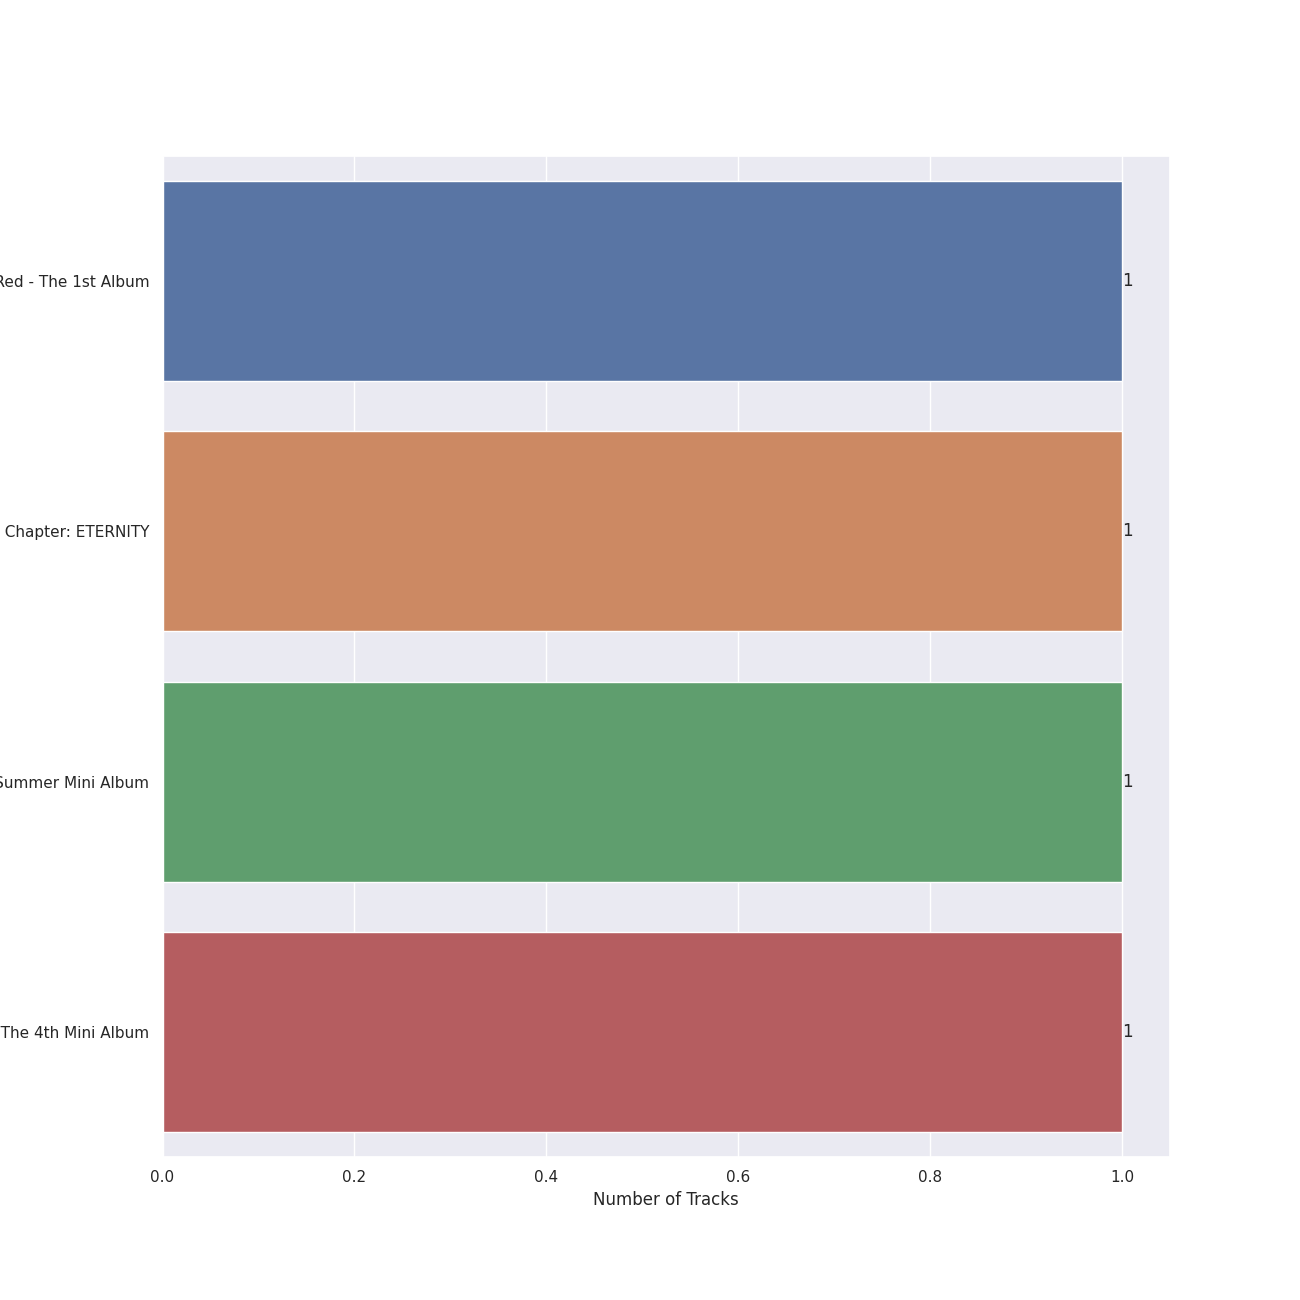 Red - The 1st Album
1
Chapter: ETERNITY
1
Summer Mini Album
1
The 4th Mini Album
1
0.0 0.2 0.4 0.6 0.8 1.0
Number of Tracks